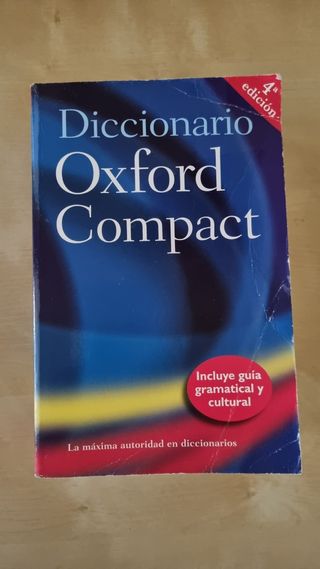 4ª
edición
Diccionario
Oxford
Compact
Incluye guía
gramatical y
cultural
La máxima autoridad en diccionarios